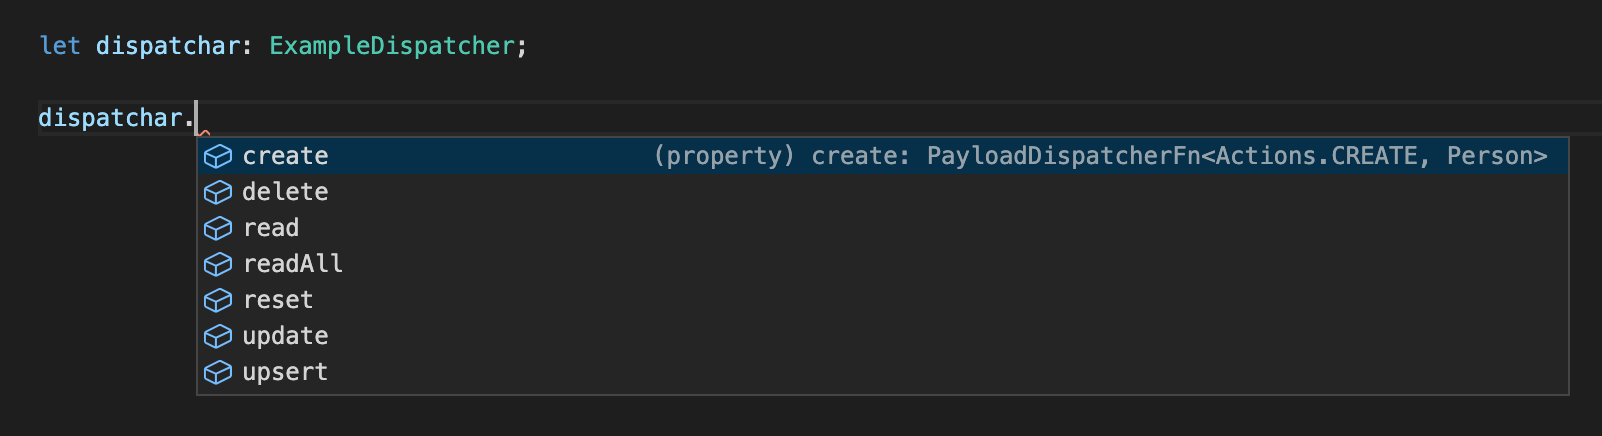 let dispatchar: ExampleDispatcher;
dispatchar.
create (property) create: PayloadDispatcherFn<Actions.CREATE, Person>
delete
read
readAll
reset
update
upsert